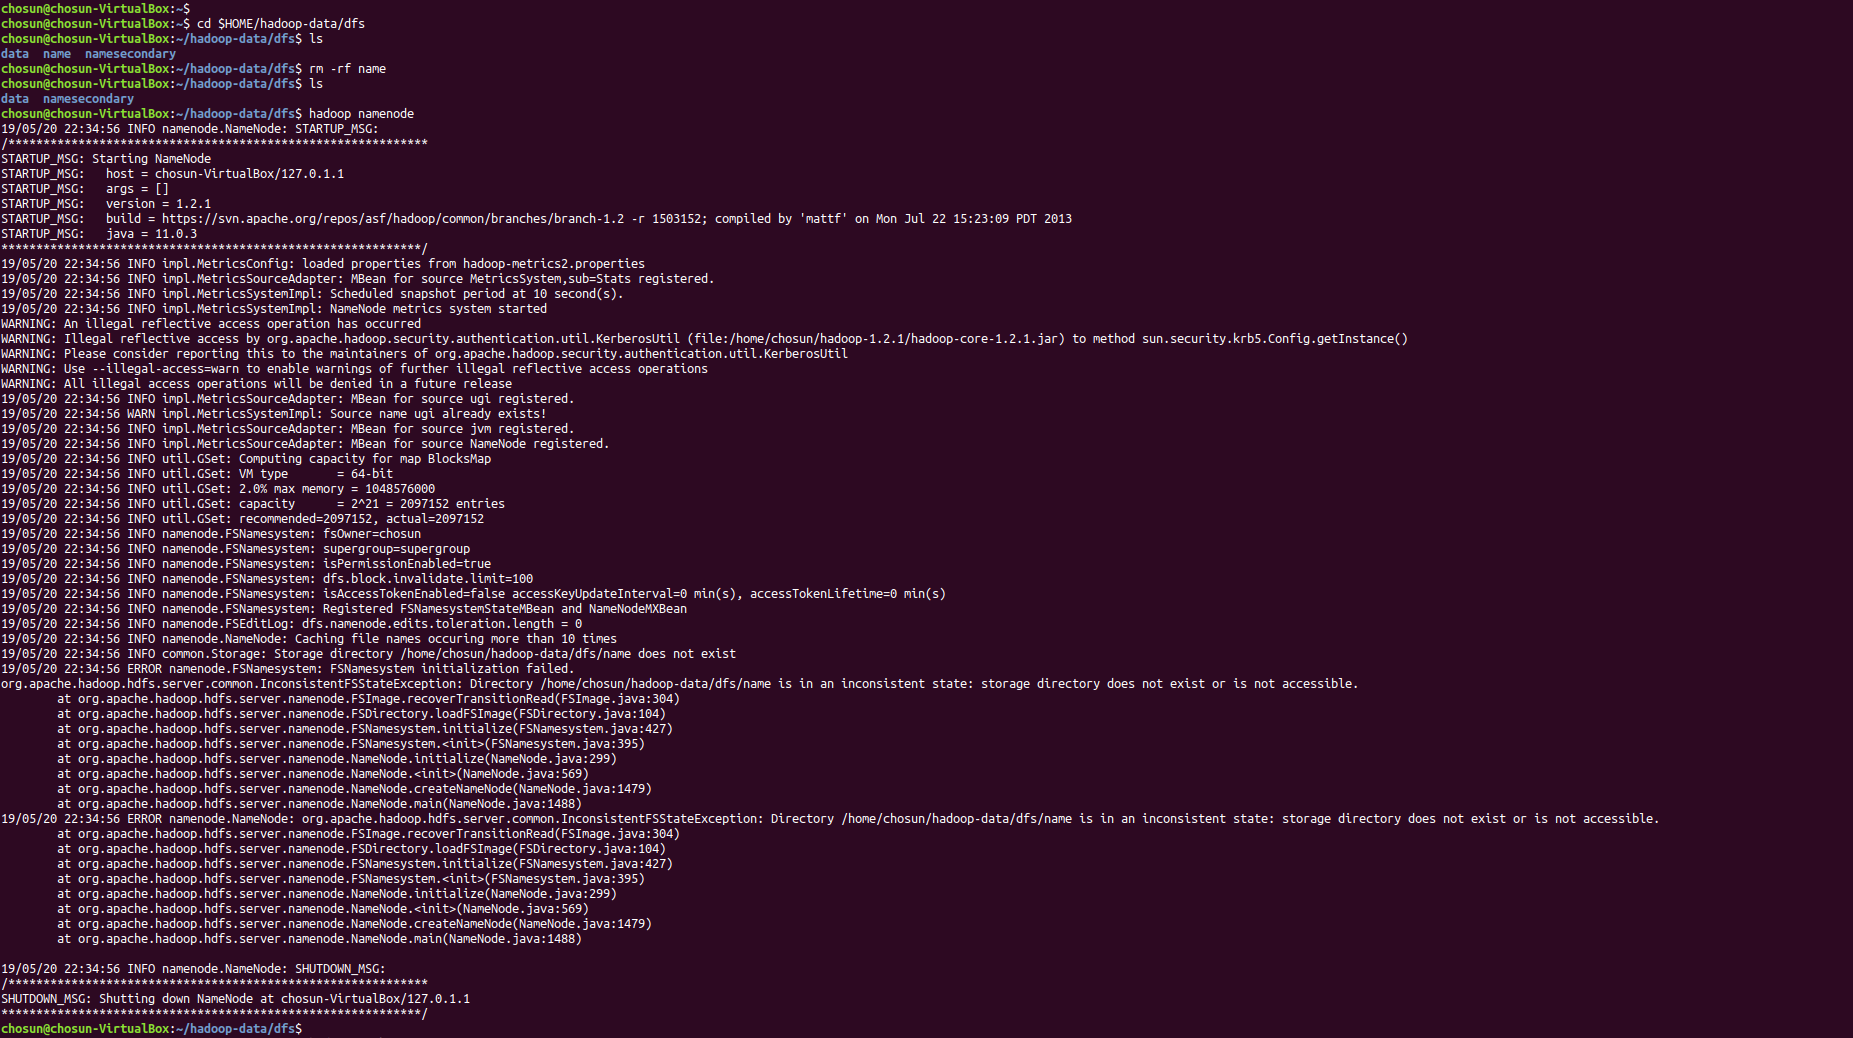 chosun@chosun-VirtualBox:~$
chosun@chosun-VirtualBox:~$ cd $HOME/hadoop-data/dfs
chosun@chosun-VirtualBox:~/hadoop-data/dfs$ ls
data  name  namesecondary
chosun@chosun-VirtualBox:~/hadoop-data/dfs$ rm -rf name
chosun@chosun-VirtualBox:~/hadoop-data/dfs$ ls
data  namesecondary
chosun@chosun-VirtualBox:~/hadoop-data/dfs$ hadoop namenode
19/05/20 22:34:56 INFO namenode.NameNode: STARTUP_MSG:
/************************************************************
STARTUP_MSG: Starting NameNode
STARTUP_MSG:   host = chosun-VirtualBox/127.0.1.1
STARTUP_MSG:   args = []
STARTUP_MSG:   version = 1.2.1
STARTUP_MSG:   build = https://svn.apache.org/repos/asf/hadoop/common/branches/branch-1.2 -r 1503152; compiled by 'mattf' on Mon Jul 22 15:23:09 PDT 2013
STARTUP_MSG:   java = 11.0.3
************************************************************/
19/05/20 22:34:56 INFO impl.MetricsConfig: loaded properties from hadoop-metrics2.properties
19/05/20 22:34:56 INFO impl.MetricsSourceAdapter: MBean for source MetricsSystem,sub=Stats registered.
19/05/20 22:34:56 INFO impl.MetricsSystemImpl: Scheduled snapshot period at 10 second(s).
19/05/20 22:34:56 INFO impl.MetricsSystemImpl: NameNode metrics system started
WARNING: An illegal reflective access operation has occurred
WARNING: Illegal reflective access by org.apache.hadoop.security.authentication.util.KerberosUtil (file:/home/chosun/hadoop-1.2.1/hadoop-core-1.2.1.jar) to method sun.security.krb5.Config.getInstance()
WARNING: Please consider reporting this to the maintainers of org.apache.hadoop.security.authentication.util.KerberosUtil
WARNING: Use --illegal-access=warn to enable warnings of further illegal reflective access operations
WARNING: All illegal access operations will be denied in a future release
19/05/20 22:34:56 INFO impl.MetricsSourceAdapter: MBean for source ugi registered.
19/05/20 22:34:56 WARN impl.MetricsSystemImpl: Source name ugi already exists!
19/05/20 22:34:56 INFO impl.MetricsSourceAdapter: MBean for source jvm registered.
19/05/20 22:34:56 INFO impl.MetricsSourceAdapter: MBean for source NameNode registered.
19/05/20 22:34:56 INFO util.GSet: Computing capacity for map BlocksMap
19/05/20 22:34:56 INFO util.GSet: VM type       = 64-bit
19/05/20 22:34:56 INFO util.GSet: 2.0% max memory = 1048576000
19/05/20 22:34:56 INFO util.GSet: capacity      = 2^21 = 2097152 entries
19/05/20 22:34:56 INFO util.GSet: recommended=2097152, actual=2097152
19/05/20 22:34:56 INFO namenode.FSNamesystem: fsOwner=chosun
19/05/20 22:34:56 INFO namenode.FSNamesystem: supergroup=supergroup
19/05/20 22:34:56 INFO namenode.FSNamesystem: isPermissionEnabled=true
19/05/20 22:34:56 INFO namenode.FSNamesystem: dfs.block.invalidate.limit=100
19/05/20 22:34:56 INFO namenode.FSNamesystem: isAccessTokenEnabled=false accessKeyUpdateInterval=0 min(s), accessTokenLifetime=0 min(s)
19/05/20 22:34:56 INFO namenode.FSNamesystem: Registered FSNamesystemStateMBean and NameNodeMXBean
19/05/20 22:34:56 INFO namenode.FSEditLog: dfs.namenode.edits.toleration.length = 0
19/05/20 22:34:56 INFO namenode.NameNode: Caching file names occuring more than 10 times
19/05/20 22:34:56 INFO common.Storage: Storage directory /home/chosun/hadoop-data/dfs/name does not exist
19/05/20 22:34:56 ERROR namenode.FSNamesystem: FSNamesystem initialization failed.
org.apache.hadoop.hdfs.server.common.InconsistentFSStateException: Directory /home/chosun/hadoop-data/dfs/name is in an inconsistent state: storage directory does not exist or is not accessible.
        at org.apache.hadoop.hdfs.server.namenode.FSImage.recoverTransitionRead(FSImage.java:304)
        at org.apache.hadoop.hdfs.server.namenode.FSDirectory.loadFSImage(FSDirectory.java:104)
        at org.apache.hadoop.hdfs.server.namenode.FSNamesystem.initialize(FSNamesystem.java:427)
        at org.apache.hadoop.hdfs.server.namenode.FSNamesystem.<init>(FSNamesystem.java:395)
        at org.apache.hadoop.hdfs.server.namenode.NameNode.initialize(NameNode.java:299)
        at org.apache.hadoop.hdfs.server.namenode.NameNode.<init>(NameNode.java:569)
        at org.apache.hadoop.hdfs.server.namenode.NameNode.createNameNode(NameNode.java:1479)
        at org.apache.hadoop.hdfs.server.namenode.NameNode.main(NameNode.java:1488)
19/05/20 22:34:56 ERROR namenode.NameNode: org.apache.hadoop.hdfs.server.common.InconsistentFSStateException: Directory /home/chosun/hadoop-data/dfs/name is in an inconsistent state: storage directory does not exist or is not accessible.
        at org.apache.hadoop.hdfs.server.namenode.FSImage.recoverTransitionRead(FSImage.java:304)
        at org.apache.hadoop.hdfs.server.namenode.FSDirectory.loadFSImage(FSDirectory.java:104)
        at org.apache.hadoop.hdfs.server.namenode.FSNamesystem.initialize(FSNamesystem.java:427)
        at org.apache.hadoop.hdfs.server.namenode.FSNamesystem.<init>(FSNamesystem.java:395)
        at org.apache.hadoop.hdfs.server.namenode.NameNode.initialize(NameNode.java:299)
        at org.apache.hadoop.hdfs.server.namenode.NameNode.<init>(NameNode.java:569)
        at org.apache.hadoop.hdfs.server.namenode.NameNode.createNameNode(NameNode.java:1479)
        at org.apache.hadoop.hdfs.server.namenode.NameNode.main(NameNode.java:1488)
19/05/20 22:34:56 INFO namenode.NameNode: SHUTDOWN_MSG:
/************************************************************
SHUTDOWN_MSG: Shutting down NameNode at chosun-VirtualBox/127.0.1.1
************************************************************/
chosun@chosun-VirtualBox:~/hadoop-data/dfs$